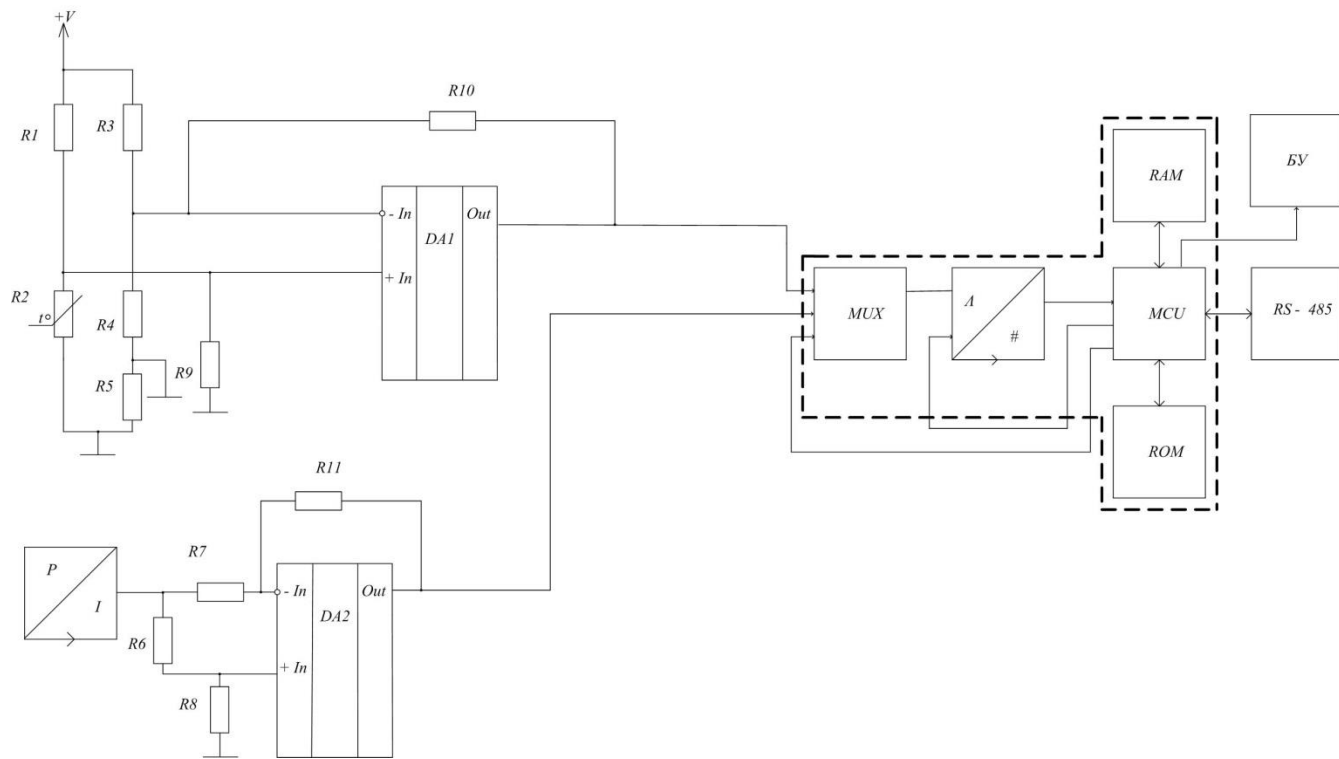 +V
R1
R3
R10
R2
t°
R4
R5
R9
- In
Out
DA1
+ In
MUX
Λ
#
RAM
MCU
ROM
БУ
RS - 485
R11
P
I
R7
R6
R8
- In
Out
DA2
+ In